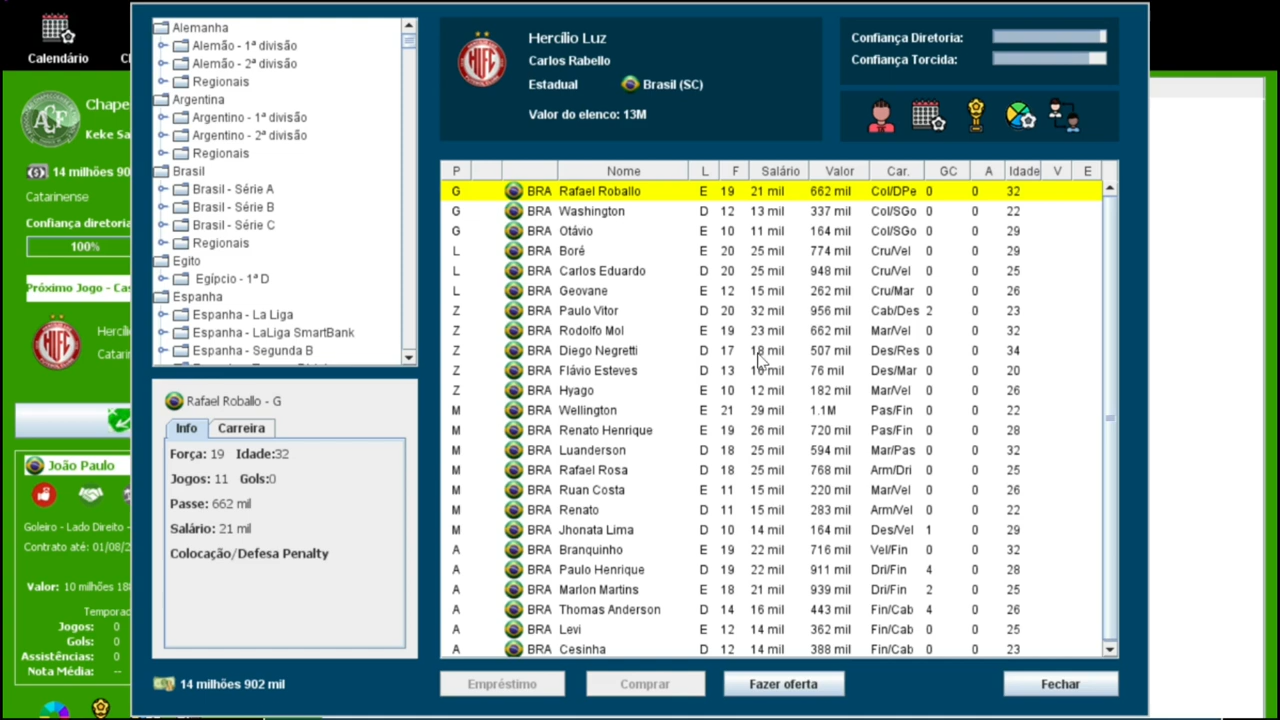 Calendário
Chape
Keke Sa
14 milhões 90
Catarinense
Confiança diretoria:
100%
Próximo Jogo - Cas
Hercíli
Catari
João Paulo
Goleiro - Lado Direito -
Contrato até: 01/08/2
Valor: 10 milhões 18
Temporad
Jogos: 0
Gols: 0
Assistências: 0
Nota Média: --
Alemanha
Alemão - 1ª divisão
Alemão - 2ª divisão
Regionais
Argentina
Argentino - 1ª divisão
Argentino - 2ª divisão
Regionais
Brasil
Brasil - Série A
Brasil - Série B
Brasil - Série C
Regionais
Egito
Egípcio - 1ª D
Espanha
Espanha - La Liga
Espanha - LaLiga SmartBank
Espanha - Segunda B
Rafael Roballo - G
Info Carreira
Força: 19 Idade:32
Jogos: 11 Gols:0
Passe: 662 mil
Salário: 21 mil
Colocação/Defesa Penalty
14 milhões 902 mil
Hercílio Luz
Carlos Rabello
Estadual Brasil (SC)
Valor do elenco: 13M
Confiança Diretoria:
Confiança Torcida:
P Nome L F Salário Valor Car. GC A Idade V E
G BRA Rafael Roballo E 19 21 mil 662 mil Col/DPe 0 0 32
G BRA Washington D 12 13 mil 337 mil Col/SGo 0 0 22
G BRA Otávio E 10 11 mil 164 mil Col/SGo 0 0 29
L BRA Boré E 20 25 mil 774 mil Cru/Vel 0 0 29
L BRA Carlos Eduardo D 20 25 mil 948 mil Cru/Vel 0 0 25
L BRA Geovane E 12 15 mil 262 mil Cru/Mar 0 0 26
Z BRA Paulo Vitor D 20 32 mil 956 mil Cab/Des 2 0 23
Z BRA Rodolfo Mol E 19 23 mil 662 mil Mar/Vel 0 0 32
Z BRA Diego Negretti D 17 mil 507 mil Des/Res 0 0 34
Z BRA Flávio Esteves D 13 mil 76 mil Des/Mar 0 0 20
Z BRA Hyago E 10 12 mil 182 mil Mar/Vel 0 0 26
M BRA Wellington E 21 29 mil 1.1M Pas/Fin 0 0 22
M BRA Renato Henrique E 19 26 mil 720 mil Pas/Fin 0 0 28
M BRA Luanderson D 18 25 mil 594 mil Mar/Pas 0 0 32
M BRA Rafael Rosa D 18 25 mil 768 mil Arm/Dri 0 0 25
M BRA Ruan Costa E 11 15 mil 220 mil Mar/Vel 0 0 26
M BRA Renato D 11 15 mil 283 mil Arm/Vel 0 0 22
M BRA Jhonata Lima D 10 14 mil 164 mil Des/Vel 1 0 29
A BRA Branquinho E 19 22 mil 716 mil Vel/Fin 0 0 32
A BRA Paulo Henrique D 19 22 mil 911 mil Dri/Fin 4 0 28
A BRA Marlon Martins E 18 21 mil 939 mil Dri/Fin 2 0 25
A BRA Thomas Anderson D 14 16 mil 443 mil Fin/Cab 4 0 26
A BRA Levi E 12 14 mil 362 mil Fin/Cab 0 0 25
A BRA Cesinha D 12 14 mil 388 mil Fin/Cab 0 0 23
Empréstimo Comprar Fazer oferta Fechar